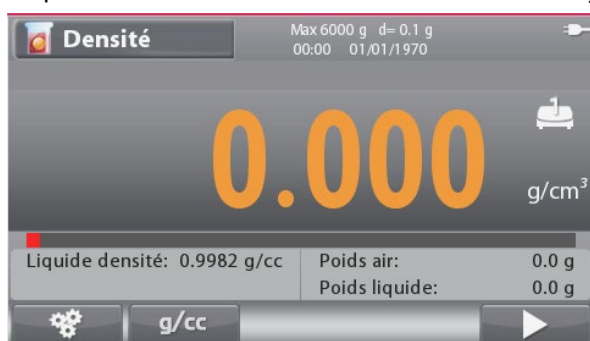 Densité
Max 6000 g d= 0.1 g
00:00 01/01/1970
1
0.000
g/cm³
Liquide densité: 0.9982 g/cc
Poids air: 0.0 g
Poids liquide: 0.0 g
g/cc